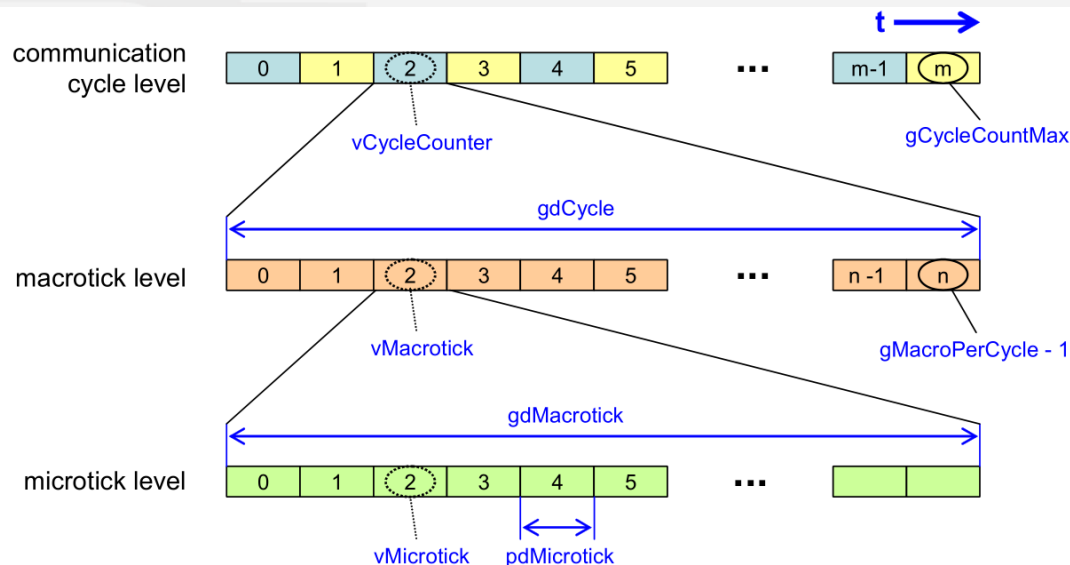 t
communication
cycle level
0 1 2 3 4 5 ... m-1 m
vCycleCounter
gCycleCountMax
gdCycle
macrotick level
0 1 2 3 4 5 ... n -1 n
vMacrotick
gMacroPerCycle - 1
gdMacrotick
microtick level
0 1 2 3 4 5 ...
vMicrotick
pdMicrotick